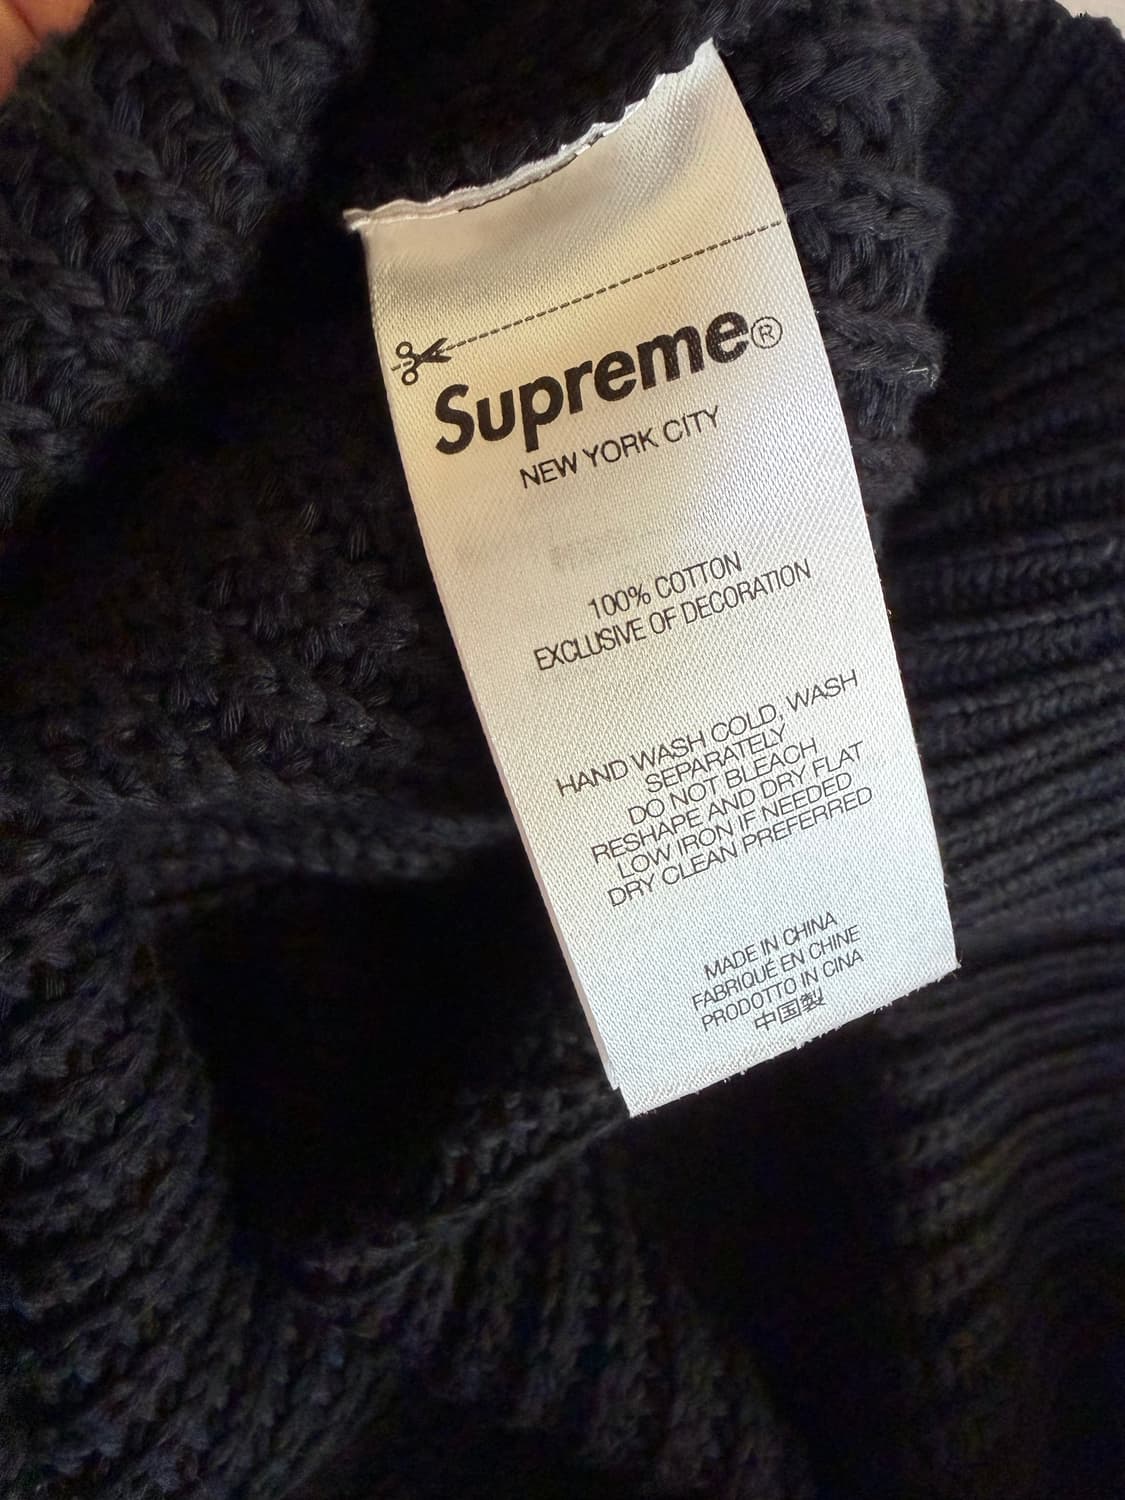 Supreme®
NEW YORK CITY
100% COTTON
EXCLUSIVE OF DECORATION
HAND WASH COLD, WASH
SEPARATELY
DO NOT BLEACH
RESHAPE AND DRY FLAT
LOW IRON IF NEEDED
DRY CLEAN PREFERRED
MADE IN CHINA
FABRIQUÉ EN CHINE
PRODOTTO IN CINA
中国製